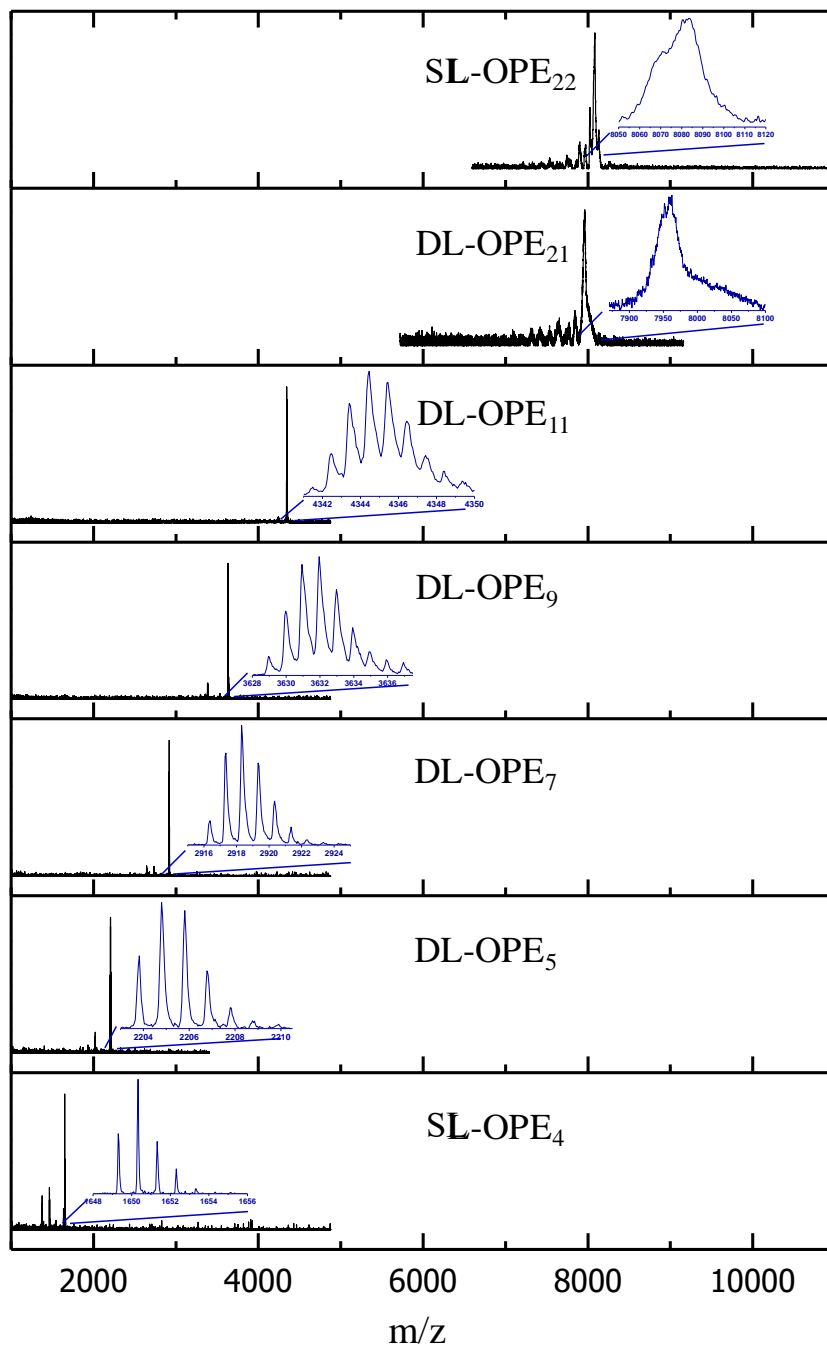 SL-OPE22
8050 8060 8070 8080 8090 8100 8110 8120
DL-OPE21
7900 7950 8000 8050 8100
DL-OPE11
4342 4344 4346 4348 4350
DL-OPE9
3628 3630 3632 3634 3636
DL-OPE7
2916 2918 2920 2922 2924
DL-OPE5
2204 2206 2208 2210
SL-OPE4
1648 1650 1652 1654 1656
2000 4000 6000 8000 10000
m/z